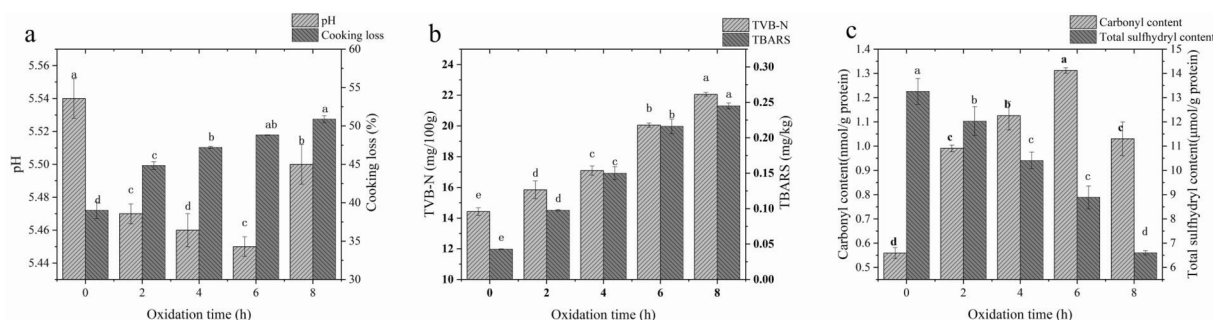 a
pH
Cooking loss
5.56
5.54
5.52
5.50
5.48
5.46
5.44
pH
a
d
c
c
d
b
c
ab
b
a
60
55
50
45
40
35
30
Cooking loss (%)
0 2 4 6 8
Oxidation time (h)
b
TVB-N
TBARS
24
22
20
18
16
14
12
10
TVB-N (mg/100g)
e
e
d
d
c
c
b
b
a
a
0.30
0.25
0.20
0.15
0.10
0.05
0.00
TBARS (mg/kg)
0 2 4 6 8
Oxidation time (h)
c
Carbonyl content
Total sulfhydryl content
1.4
1.3
1.2
1.1
1.0
0.9
0.8
0.7
0.6
0.5
Carbonyl content(nmol/g protein)
d
a
c
b
b
c
a
c
c
d
15
14
13
12
11
10
9
8
7
6
Total sulfhydryl content(μmol/g protein)
0 2 4 6 8
Oxidation time (h)